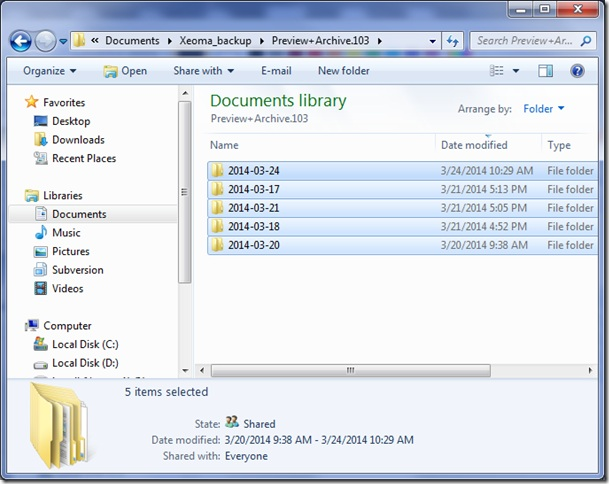 « Documents Xeoma_backup Preview+Archive.103 Search Preview+Ar...
Organize Open Share with E-mail New folder
Favorites
Desktop
Downloads
Recent Places
Libraries
Documents
Music
Pictures
Subversion
Videos
Computer
Local Disk (C:)
Local Disk (D:)
Documents library
Preview+Archive.103
Arrange by: Folder
Name Date modified Type
2014-03-24 3/24/2014 10:29 AM File folder
2014-03-17 3/21/2014 5:13 PM File folder
2014-03-21 3/21/2014 5:05 PM File folder
2014-03-18 3/21/2014 4:52 PM File folder
2014-03-20 3/20/2014 9:38 AM File folder
5 items selected
State: Shared
Date modified: 3/20/2014 9:38 AM - 3/24/2014 10:29 AM
Shared with: Everyone